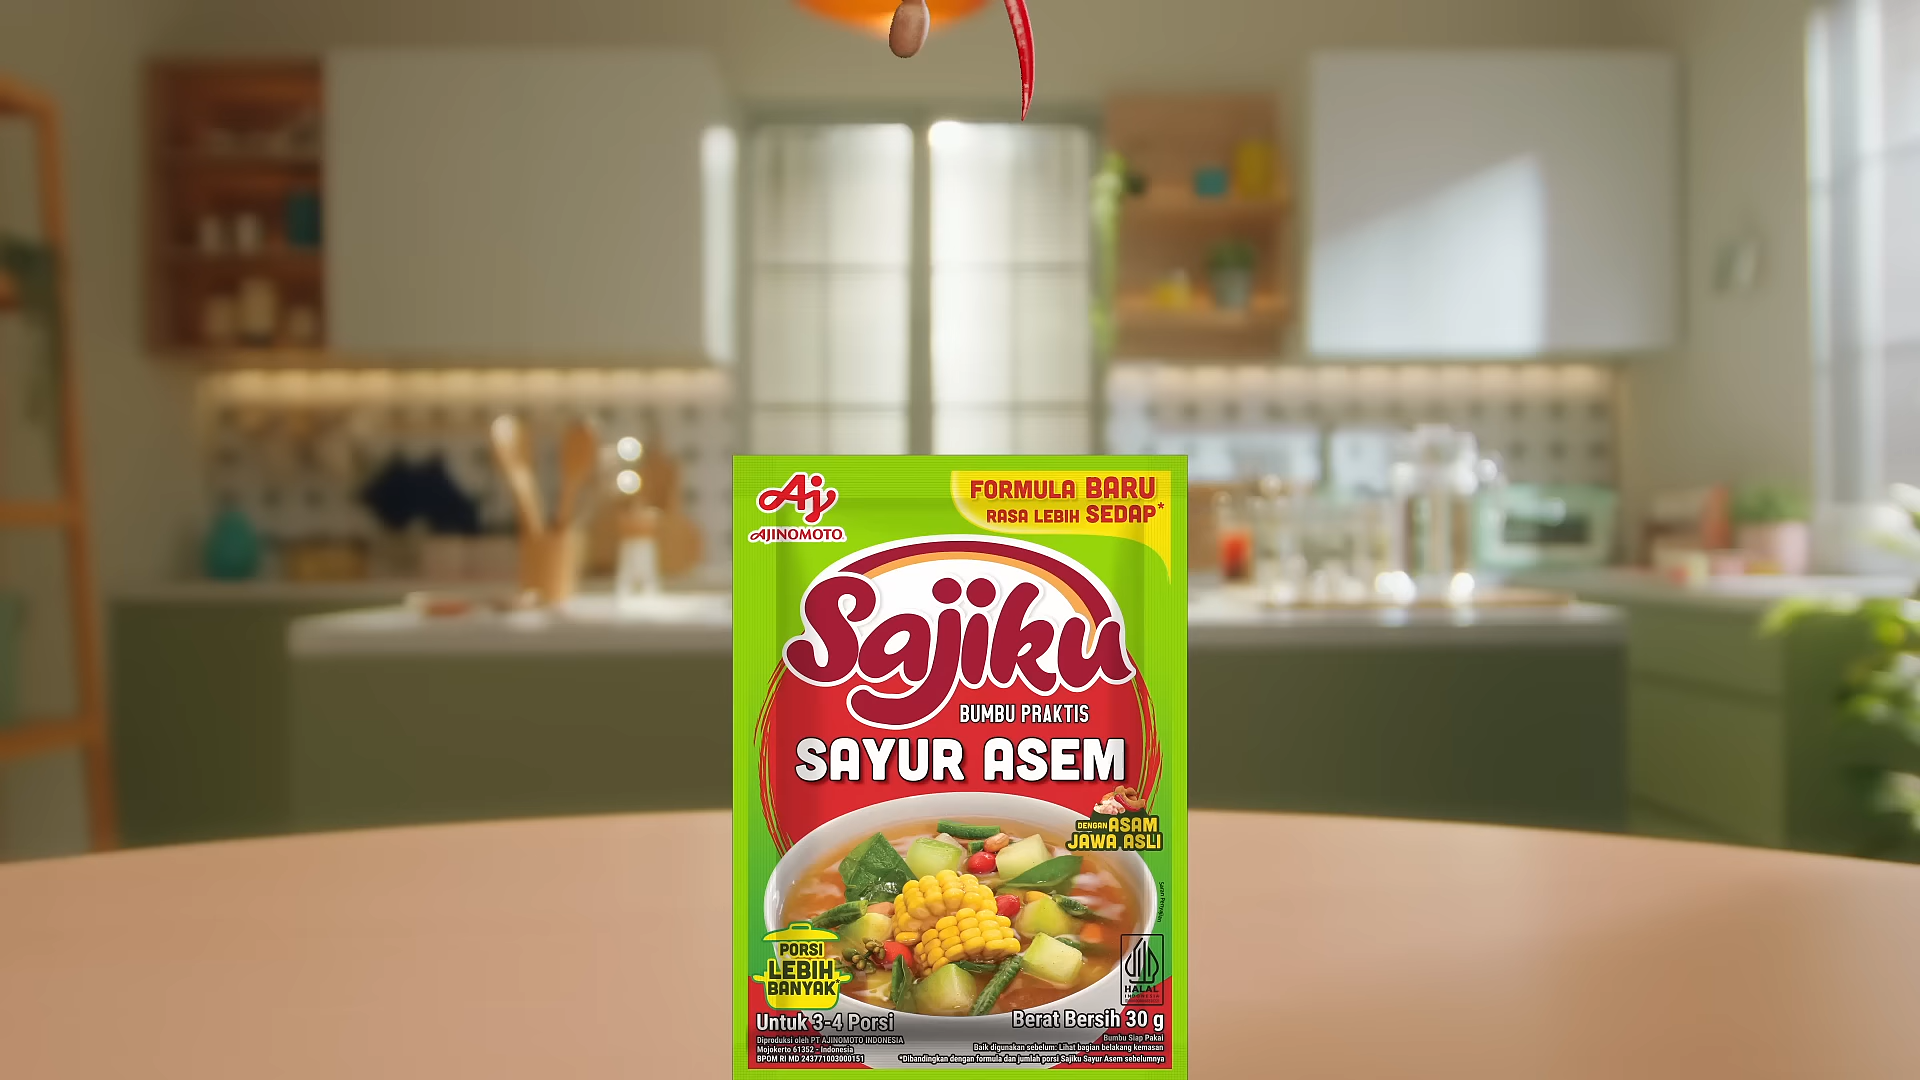 Aj
AJINOMOTO.
FORMULA BARU
RASA LEBIH SEDAP*
Sajiku
BUMBU PRAKTIS
SAYUR ASEM
DENGAN ASAM
JAWA ASLI
Saran Penyajian
PORSI
LEBIH
BANYAK*
HALAL
INDONESIA
Untuk 3-4 Porsi
Diproduksi oleh PT AJINOMOTO INDONESIA
Mojokerto 61352 - Indonesia
BPOM RI MD 243771003000151
Berat Bersih 30 g
Bumbu Siap Pakai
Baik digunakan sebelum: Lihat bagian belakang kemasan
*Dibandingkan dengan formula dan jumlah porsi Sajiku Sayur Asem sebelumnya